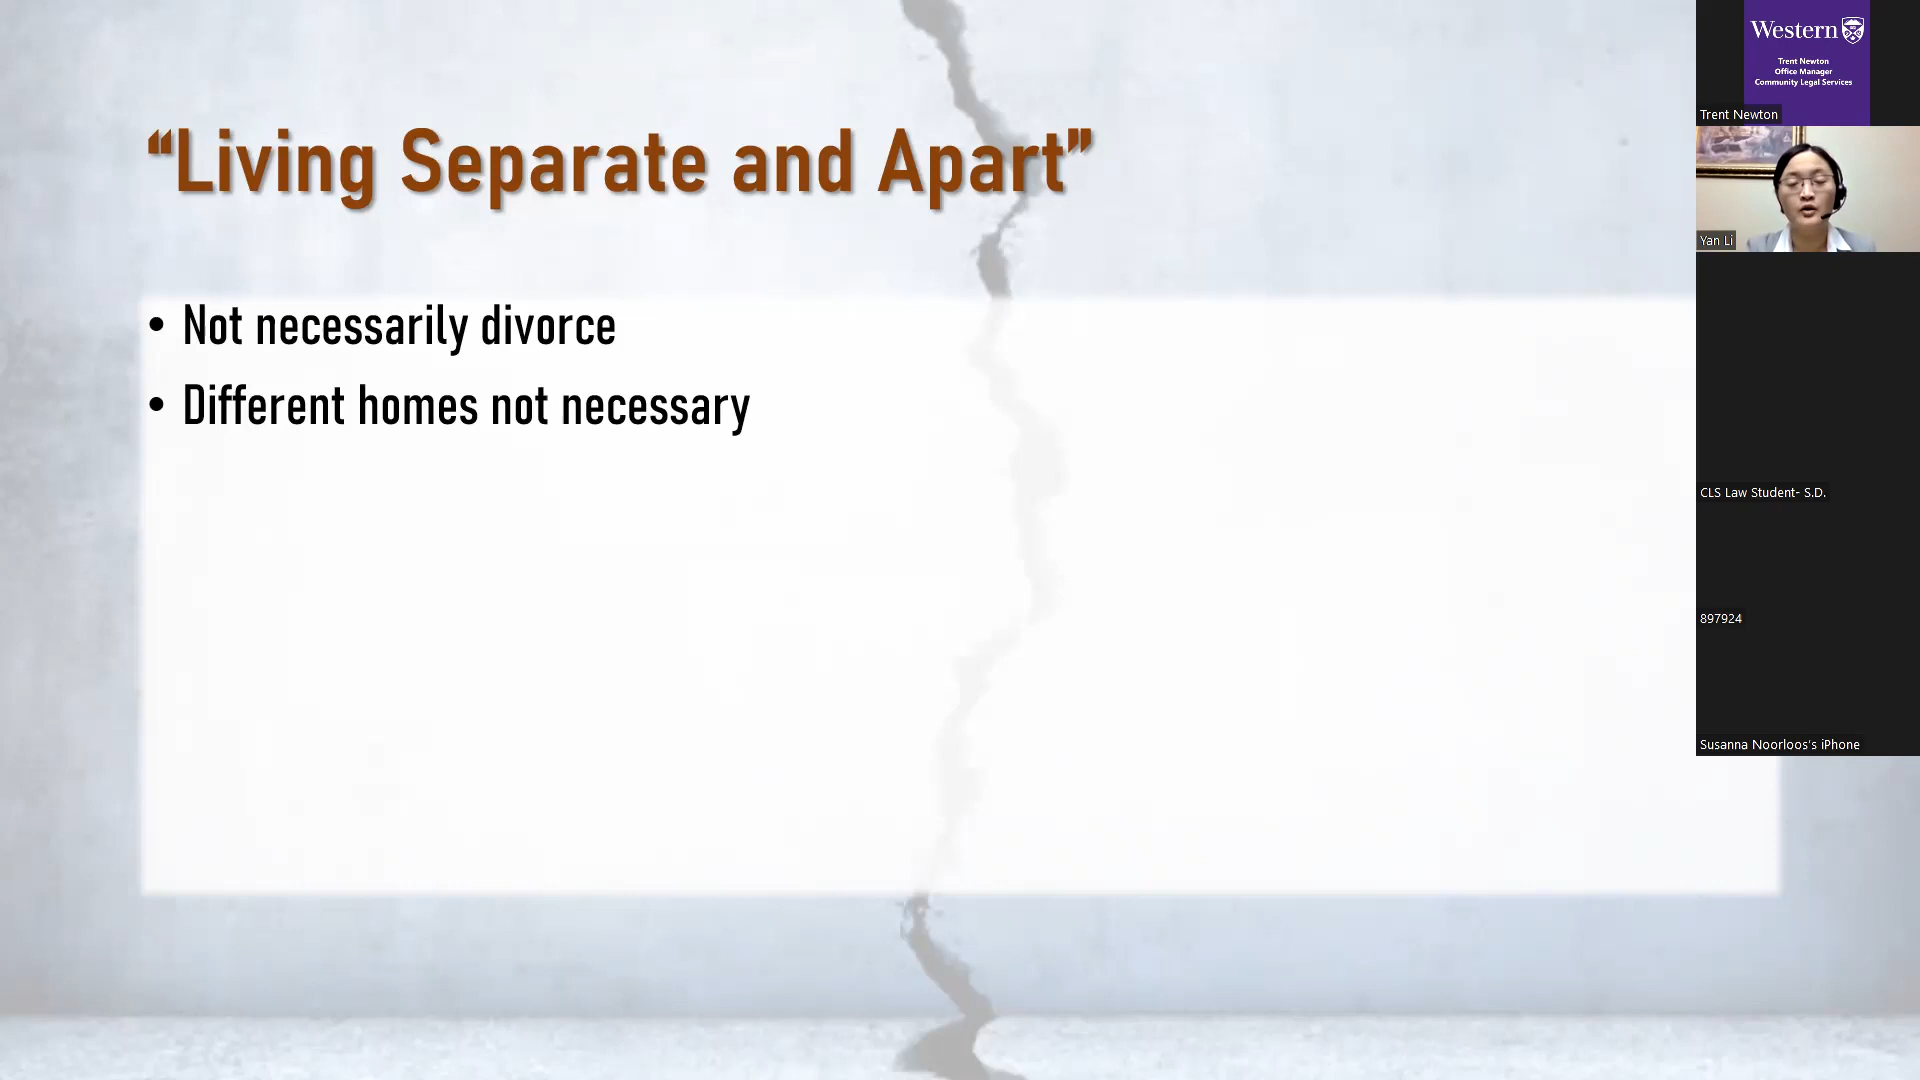 “Living Separate and Apart”
• Not necessarily divorce
• Different homes not necessary
Western
Trent Newton
Office Manager
Community Legal Services
Trent Newton
Yan Li
CLS Law Student- S.D.
897924
Susanna Noorloos's iPhone